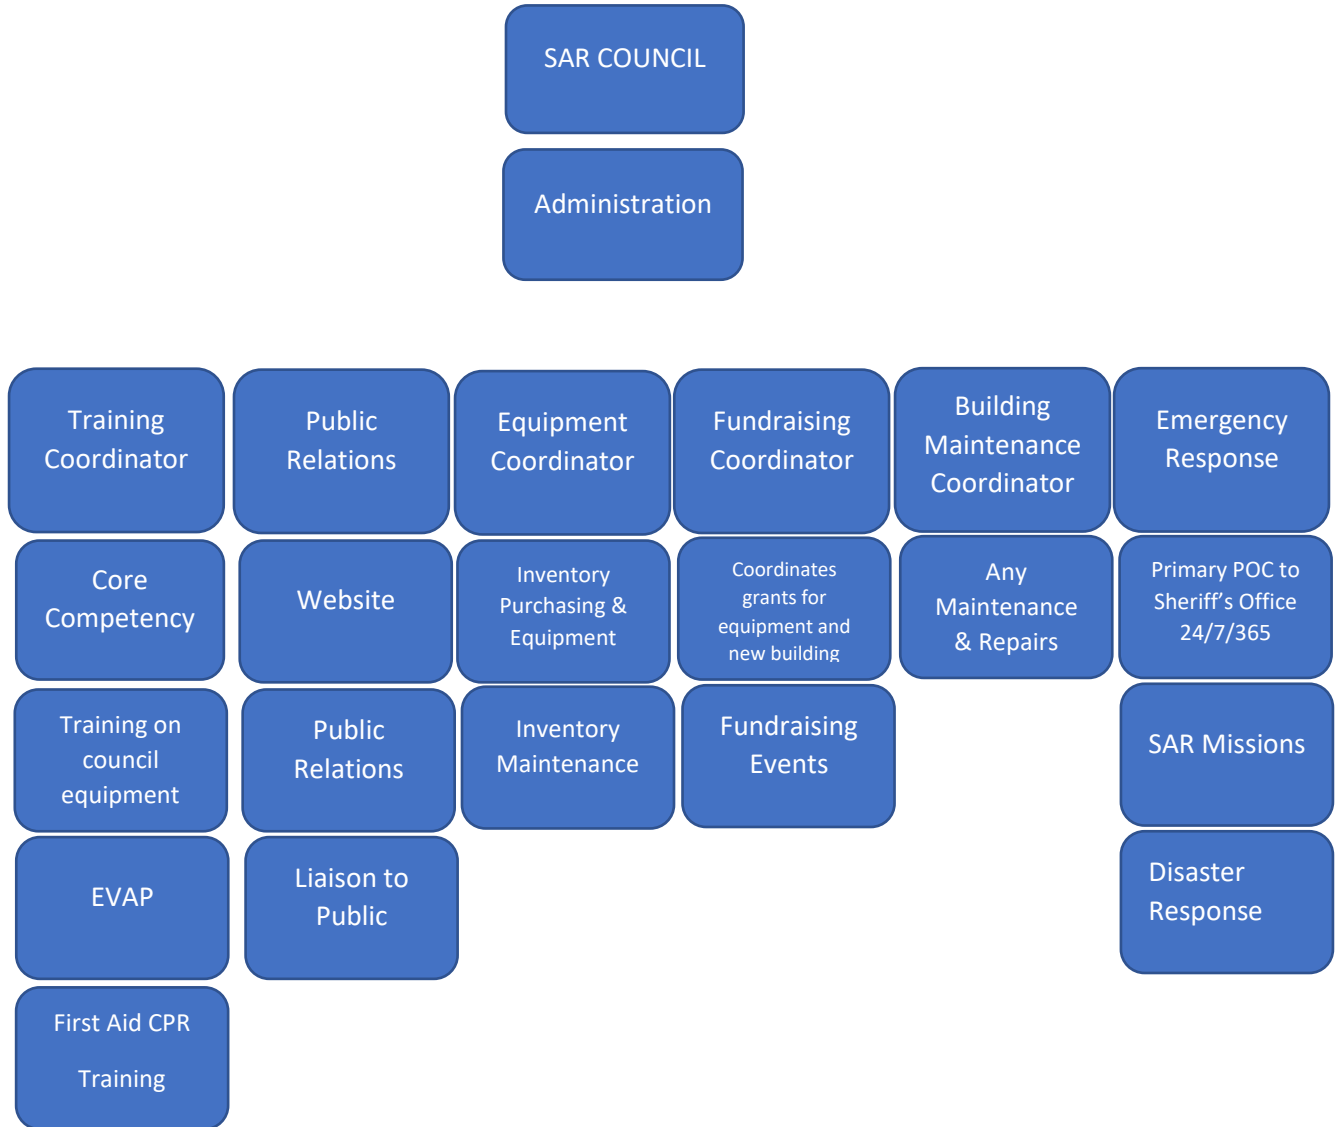 SAR COUNCIL
Administration
Training
Coordinator
Public
Relations
Equipment
Coordinator
Fundraising
Coordinator
Building
Maintenance
Coordinator
Emergency
Response
Core
Competency
Website
Inventory
Purchasing &
Equipment
Coordinates
grants for
equipment and
new building
Any
Maintenance
& Repairs
Primary POC to
Sheriff’s Office
24/7/365
Training on
council
equipment
Public
Relations
Inventory
Maintenance
Fundraising
Events
SAR Missions
EVAP
Liaison to
Public
Disaster
Response
First Aid CPR
Training